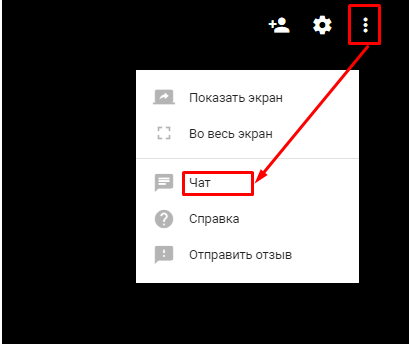 Показать экран
Во весь экран
Чат
Справка
Отправить отзыв